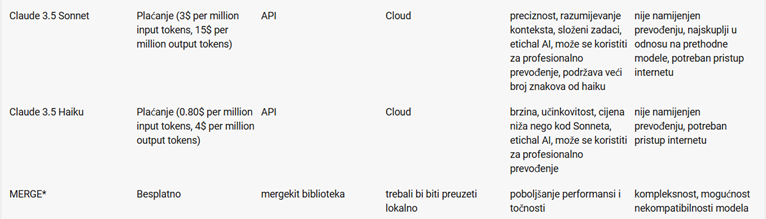 Claude 3.5 Sonnet
Plaćanje (3$ per million
input tokens, 15$ per
million output tokens)
API
Cloud
preciznost, razumijevanje
konteksta, složeni zadaci,
etichal AI, može se koristiti
za profesionalno
prevođenje, podržava veći
broj znakova od haiku
nije namijenjen
prevođenju, najskuplji u
odnosu na prethodne
modele, potreban pristup
internetu
Claude 3.5 Haiku
Plaćanje (0.80$ per million
input tokens, 4$ per million
output tokens)
API
Cloud
brzina, učinkovitost, cijena
niža nego kod Sonneta,
etichal AI, može se koristiti
za profesionalno
prevođenje
nije namijenjen
prevođenju, potreban
pristup internetu
MERGE*
Besplatno
mergekit biblioteka
trebali bi biti preuzeti
lokalno
poboljšanje performansi i
točnosti
kompleksnost, mogućnost
nekompatibilnosti modela